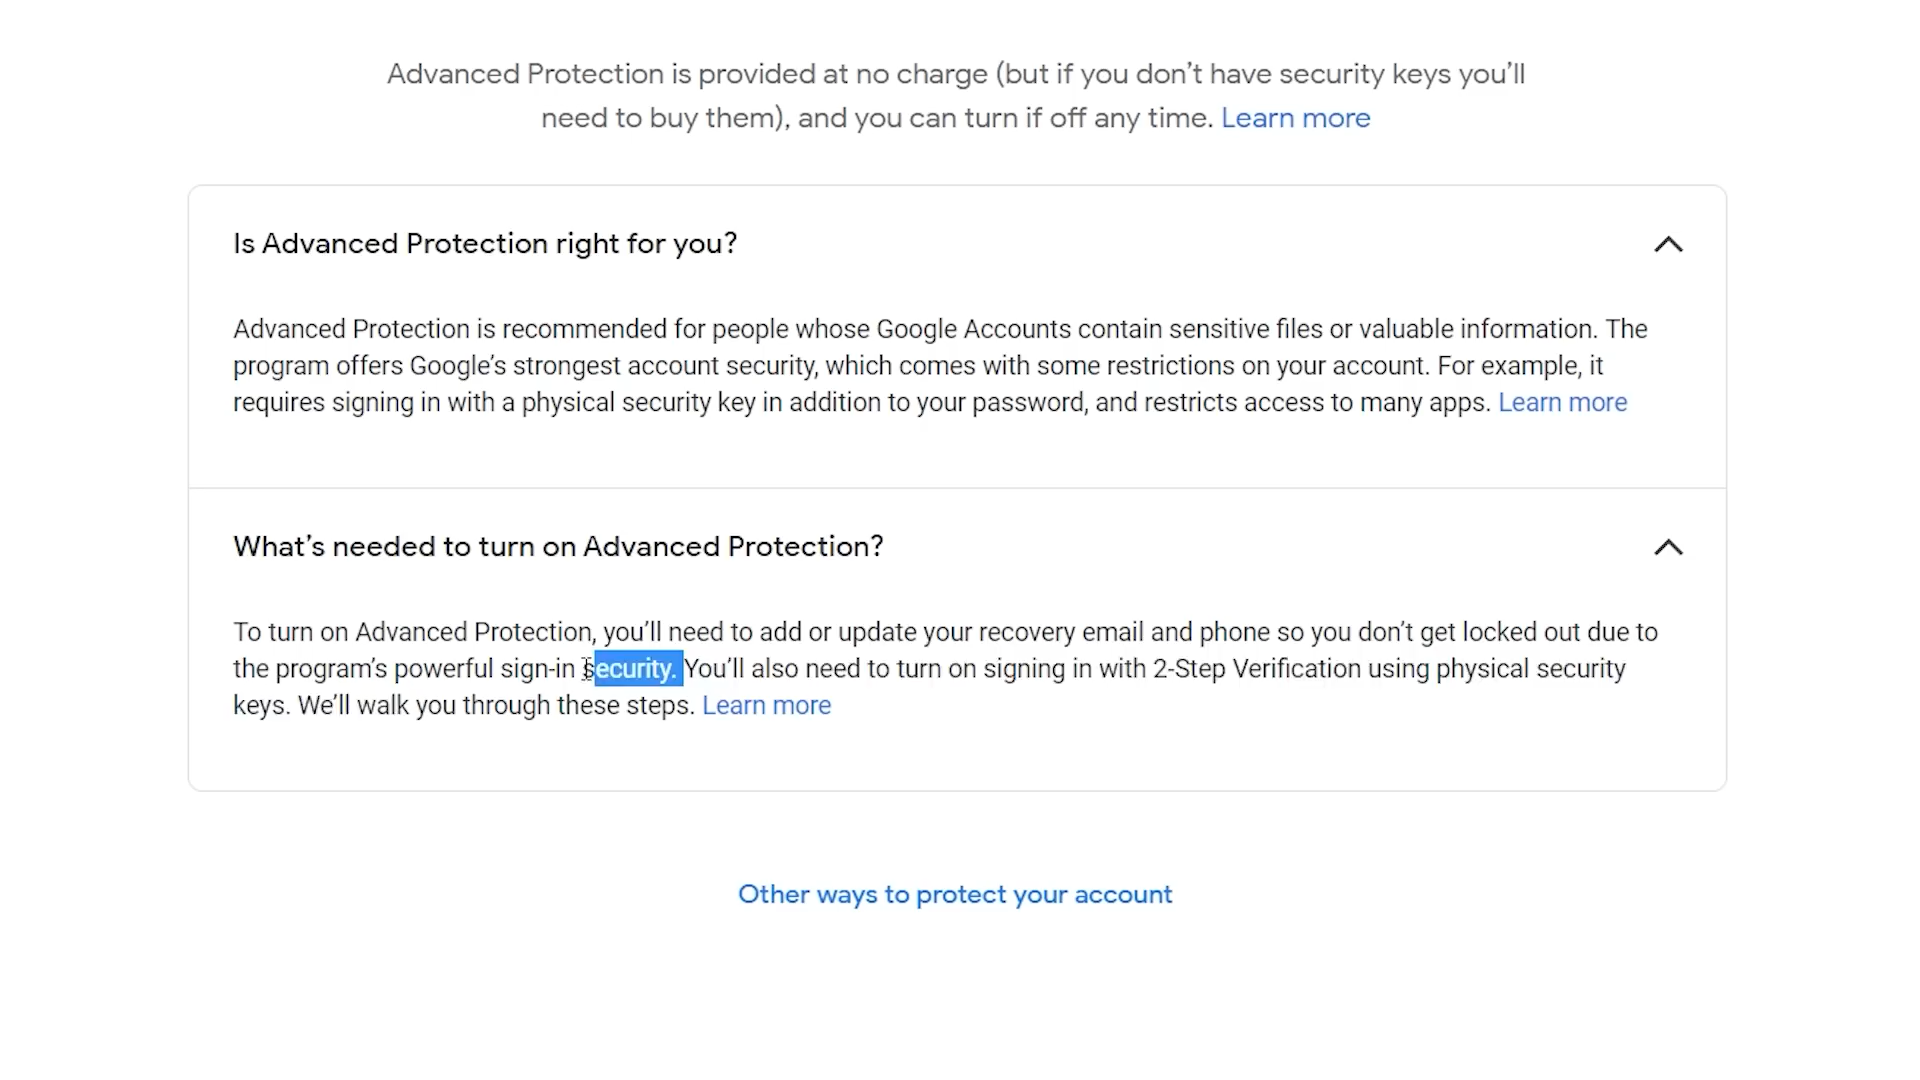 Advanced Protection is provided at no charge (but if you don’t have security keys you’ll
need to buy them), and you can turn if off any time. Learn more
Is Advanced Protection right for you?
Advanced Protection is recommended for people whose Google Accounts contain sensitive files or valuable information. The
program offers Google’s strongest account security, which comes with some restrictions on your account. For example, it
requires signing in with a physical security key in addition to your password, and restricts access to many apps. Learn more
What’s needed to turn on Advanced Protection?
To turn on Advanced Protection, you’ll need to add or update your recovery email and phone so you don’t get locked out due to
the program’s powerful sign-in security. You’ll also need to turn on signing in with 2-Step Verification using physical security
keys. We’ll walk you through these steps. Learn more
Other ways to protect your account